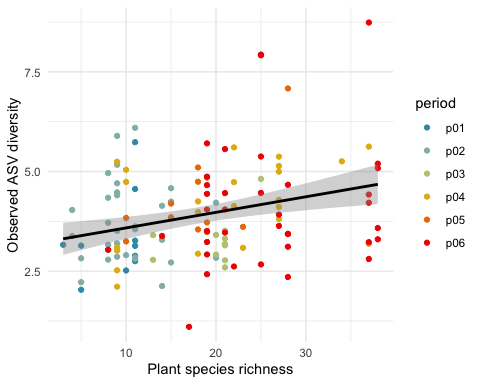 Observed ASV diversity
7.5
5.0
2.5
10
20
30
Plant species richness
period
p01
p02
p03
p04
p05
p06